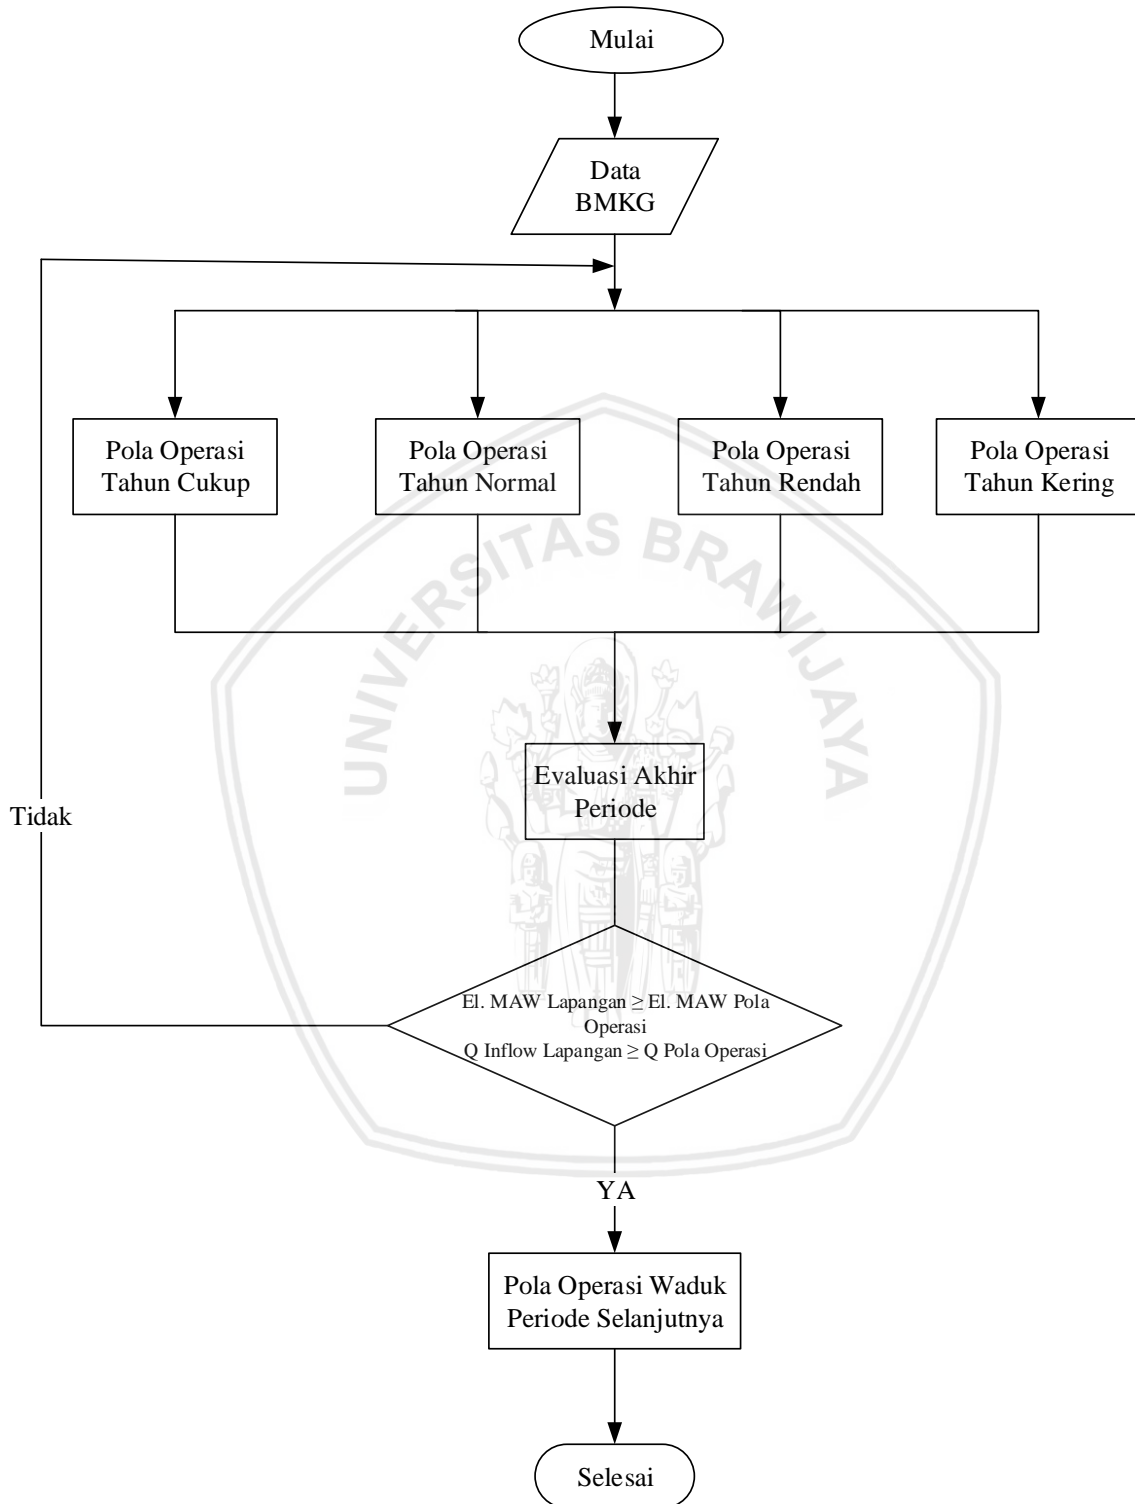 Mulai
Data
BMKG
Pola Operasi
Tahun Cukup
Pola Operasi
Tahun Normal
Pola Operasi
Tahun Rendah
Pola Operasi
Tahun Kering
UNIVERSITAS BRAWIJAYA
Evaluasi Akhir
Periode
Tidak
El. MAW Lapangan ≥ El. MAW Pola
Operasi
Q Inflow Lapangan ≥ Q Pola Operasi
YA
Pola Operasi Waduk
Periode Selanjutnya
Selesai